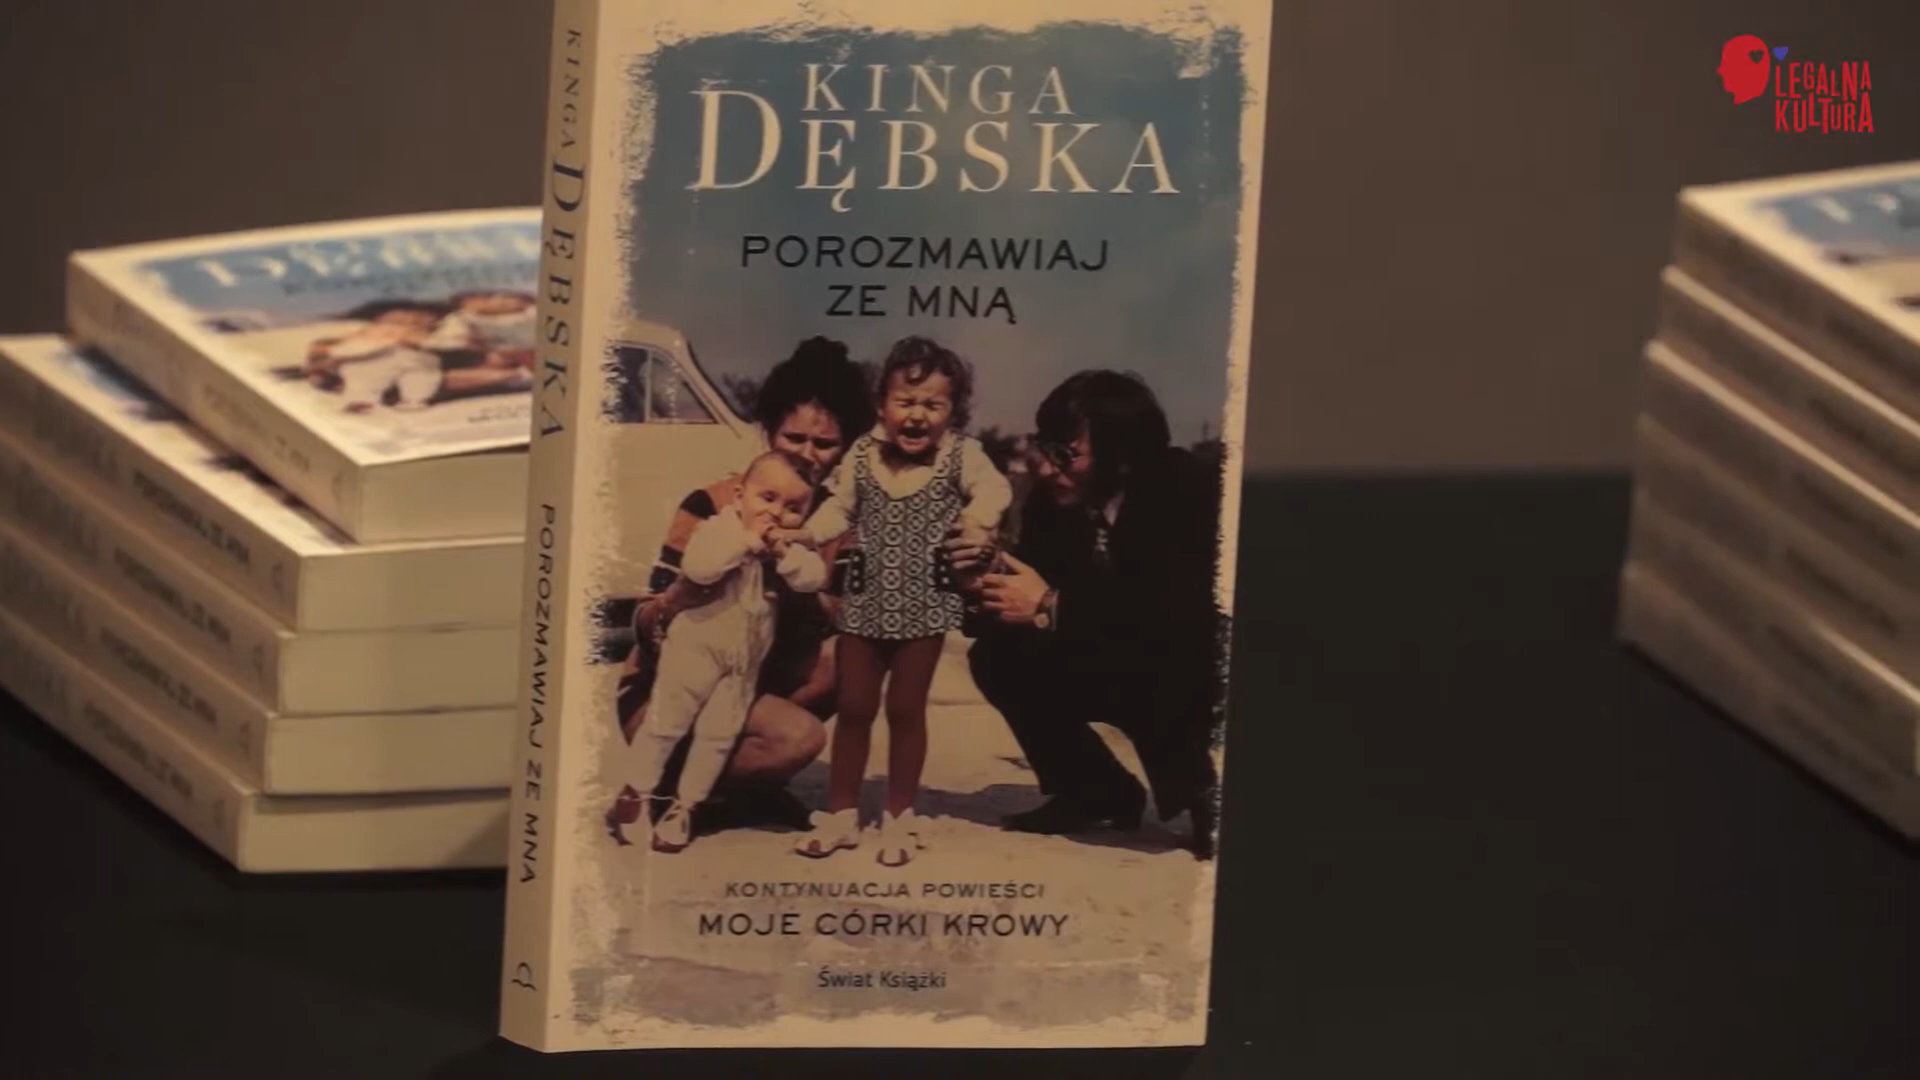 KINGA
DĘBSKA
POROZMAWIAJ
ZE MNĄ
KONTYNUACJA POWIEŚCI
MOJE CÓRKI KROWY
Świat Książki
KINGA DĘBSKA POROZMAWIAJ ZE MNĄ
LEGALNA
KULTURA